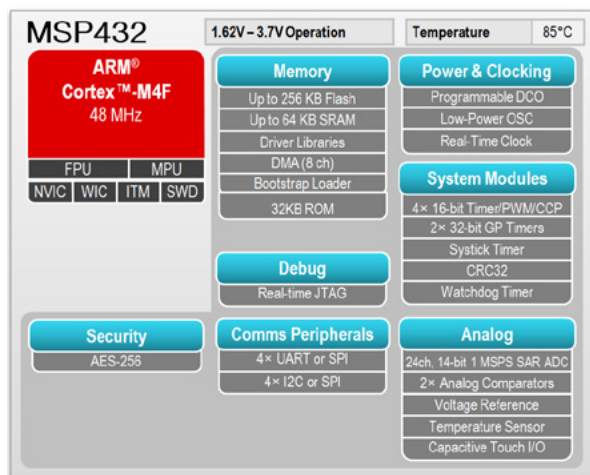 MSP432
1.62V – 3.7V Operation
Temperature 85°C
ARM®
Cortex™-M4F
48 MHz
FPU MPU
NVIC WIC ITM SWD
Memory
Up to 256 KB Flash
Up to 64 KB SRAM
Driver Libraries
DMA (8 ch)
Bootstrap Loader
32KB ROM
Power & Clocking
Programmable DCO
Low-Power OSC
Real-Time Clock
System Modules
4× 16-bit Timer/PWM/CCP
2× 32-bit GP Timers
Systick Timer
CRC32
Watchdog Timer
Debug
Real-time JTAG
Security
AES-256
Comms Peripherals
4× UART or SPI
4× I2C or SPI
Analog
24ch, 14-bit 1 MSPS SAR ADC
2× Analog Comparators
Voltage Reference
Temperature Sensor
Capacitive Touch I/O